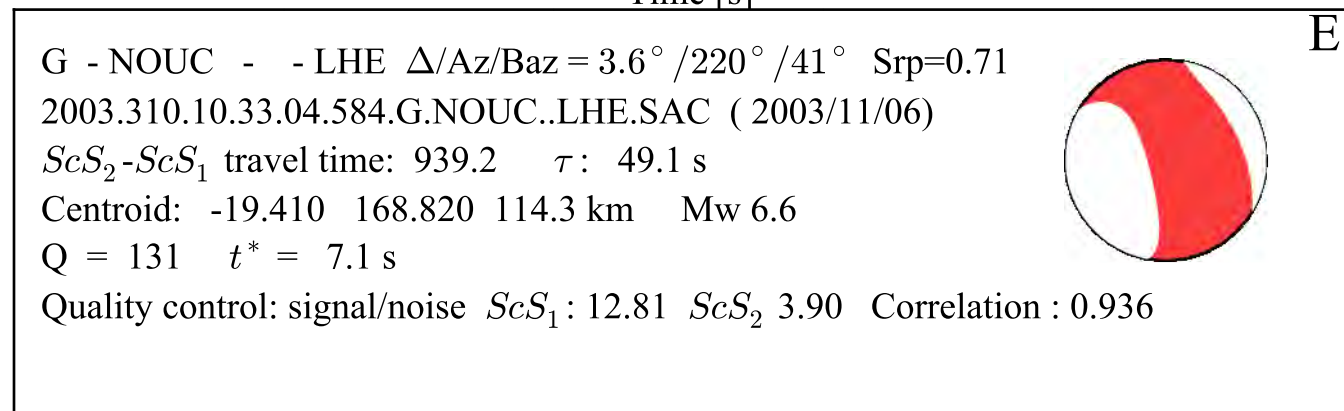 Time [s]
E
G - NOUC - - LHE Δ/Az/Baz = 3.6° /220° /41° Srp=0.71
2003.310.10.33.04.584.G.NOUC..LHE.SAC ( 2003/11/06)
ScS₂-ScS₁ travel time: 939.2 τ : 49.1 s
Centroid: -19.410 168.820 114.3 km Mw 6.6
Q = 131 t* = 7.1 s
Quality control: signal/noise ScS₁: 12.81 ScS₂ 3.90 Correlation : 0.936